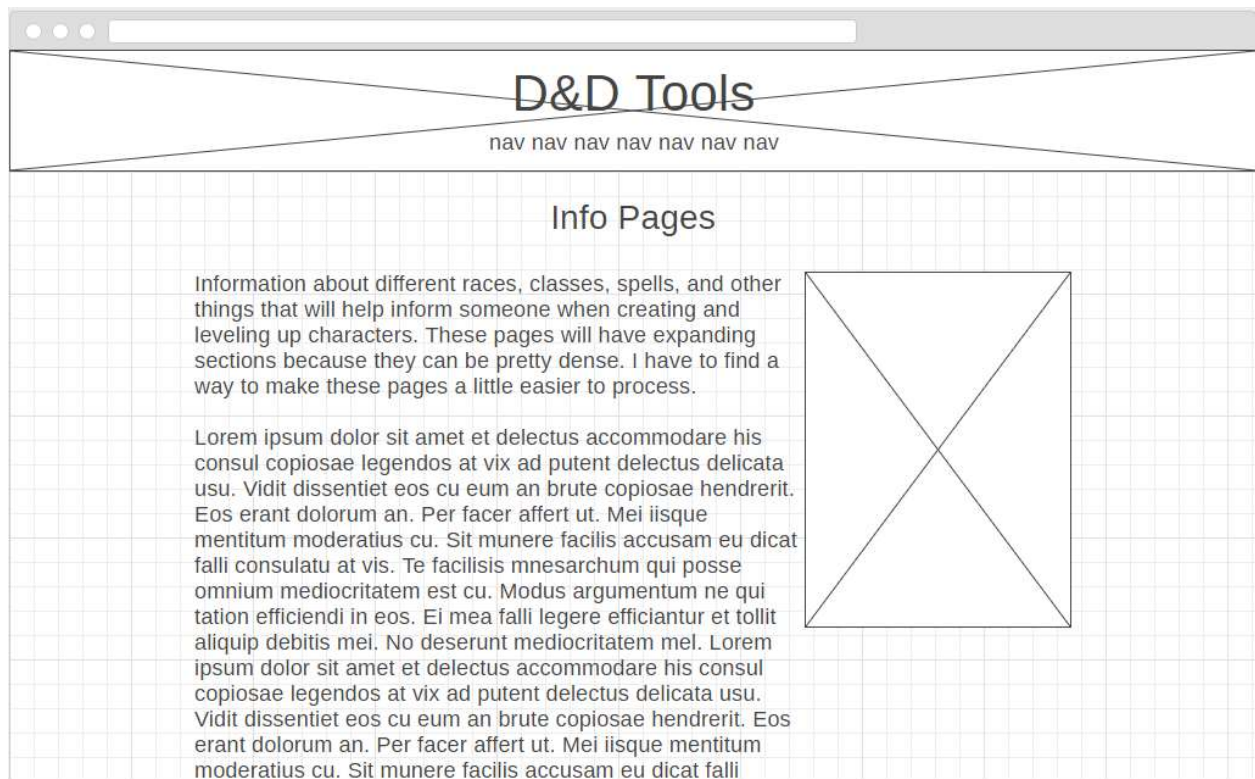 D&D Tools
nav nav nav nav nav nav nav
Info Pages
Information about different races, classes, spells, and other
things that will help inform someone when creating and
leveling up characters. These pages will have expanding
sections because they can be pretty dense. I have to find a
way to make these pages a little easier to process.
Lorem ipsum dolor sit amet et delectus accommodare his
consul copiosae legendos at vix ad putent delectus delicata
usu. Vidit dissentiet eos cu eum an brute copiosae hendrerit.
Eos erant dolorum an. Per facer affert ut. Mei iisque
mentitum moderatius cu. Sit munere facilis accusam eu dicat
falli consulatu at vis. Te facilisis mnesarchum qui posse
omnium mediocritatem est cu. Modus argumentum ne qui
tation efficiendi in eos. Ei mea falli legere efficiantur et tollit
aliquip debitis mei. No deserunt mediocritatem mel. Lorem
ipsum dolor sit amet et delectus accommodare his consul
copiosae legendos at vix ad putent delectus delicata usu.
Vidit dissentiet eos cu eum an brute copiosae hendrerit. Eos
erant dolorum an. Per facer affert ut. Mei iisque mentitum
moderatius cu. Sit munere facilis accusam eu dicat falli